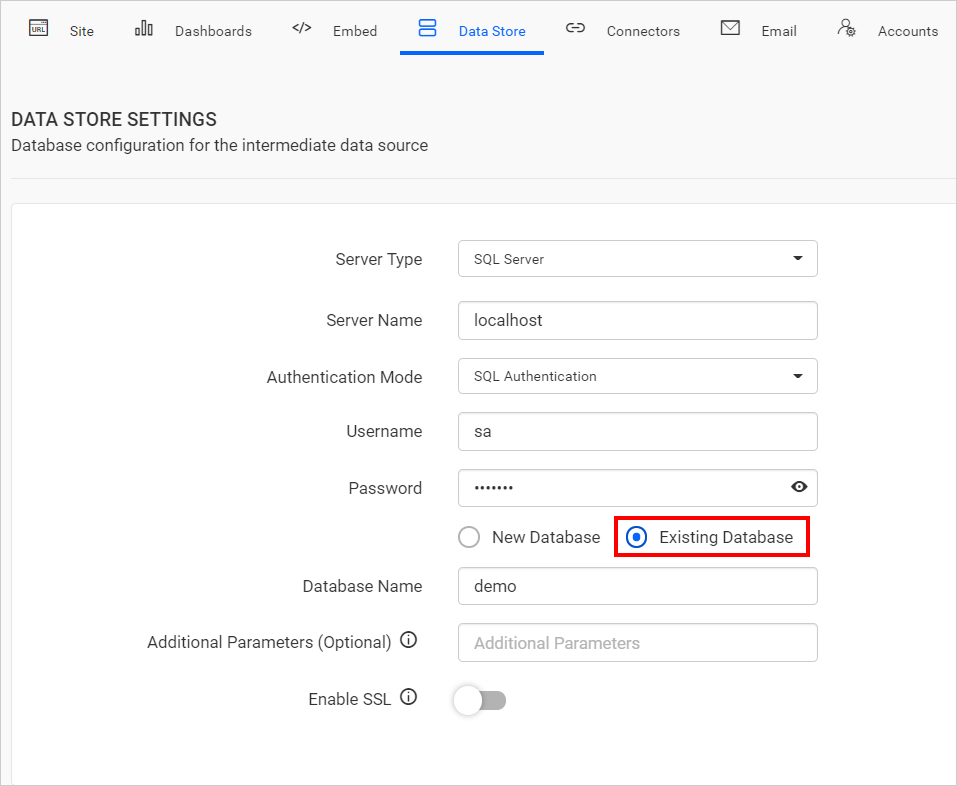 URL Site Dashboards </> Embed Data Store Connectors Email Accounts
DATA STORE SETTINGS
Database configuration for the intermediate data source
Server Type SQL Server
Server Name localhost
Authentication Mode SQL Authentication
Username sa
Password •••••••
New Database Existing Database
Database Name demo
Additional Parameters (Optional) Additional Parameters
Enable SSL